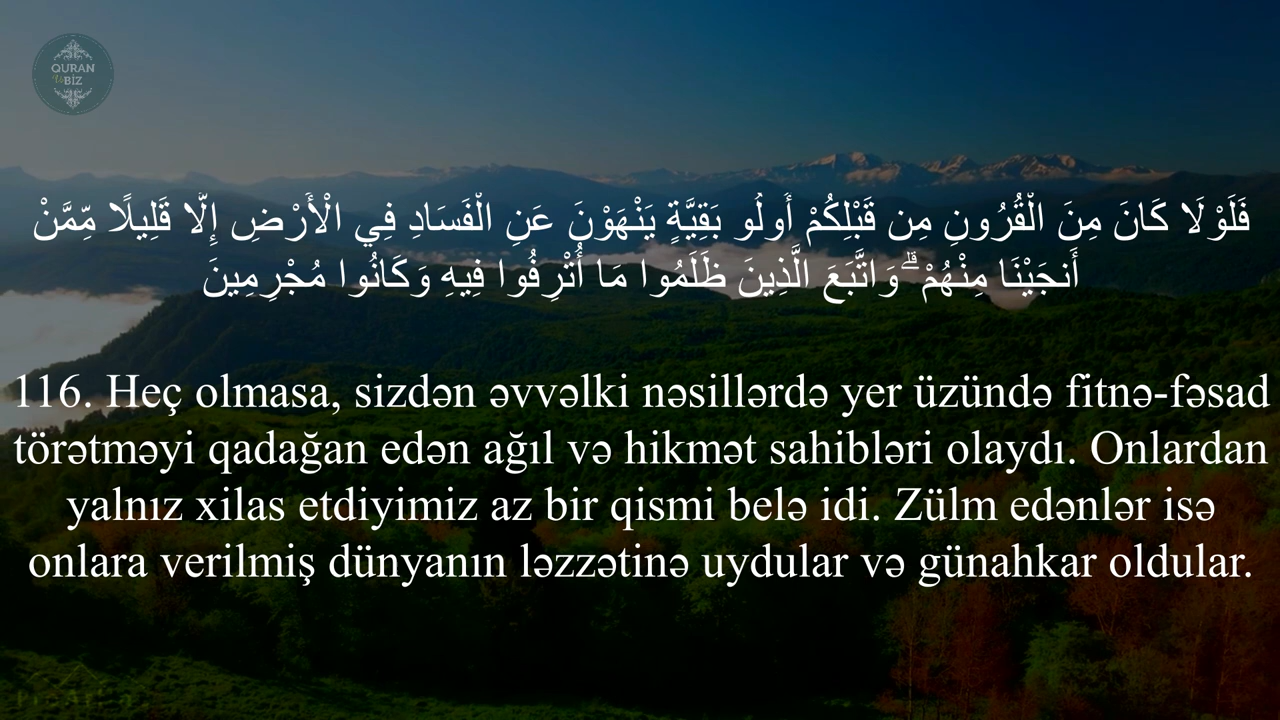 QURAN
və
BİZ
فَلَوْلَا كَانَ مِنَ الْقُرُونِ مِن قَبْلِكُمْ أُولُو بَقِيَّةٍ يَنْهَوْنَ عَنِ الْفَسَادِ فِي الْأَرْضِ إِلَّا قَلِيلًا مِّمَّنْ
أَنجَيْنَا مِنْهُمْ ۗ وَاتَّبَعَ الَّذِينَ ظَلَمُوا مَا أُتْرِفُوا فِيهِ وَكَانُوا مُجْرِمِينَ
116. Heç olmasa, sizdən əvvəlki nəsillərdə yer üzündə fitnə-fəsad
törətməyi qadağan edən ağıl və hikmət sahibləri olaydı. Onlardan
yalnız xilas etdiyimiz az bir qismi belə idi. Zülm edənlər isə
onlara verilmiş dünyanın ləzzətinə uydular və günahkar oldular.